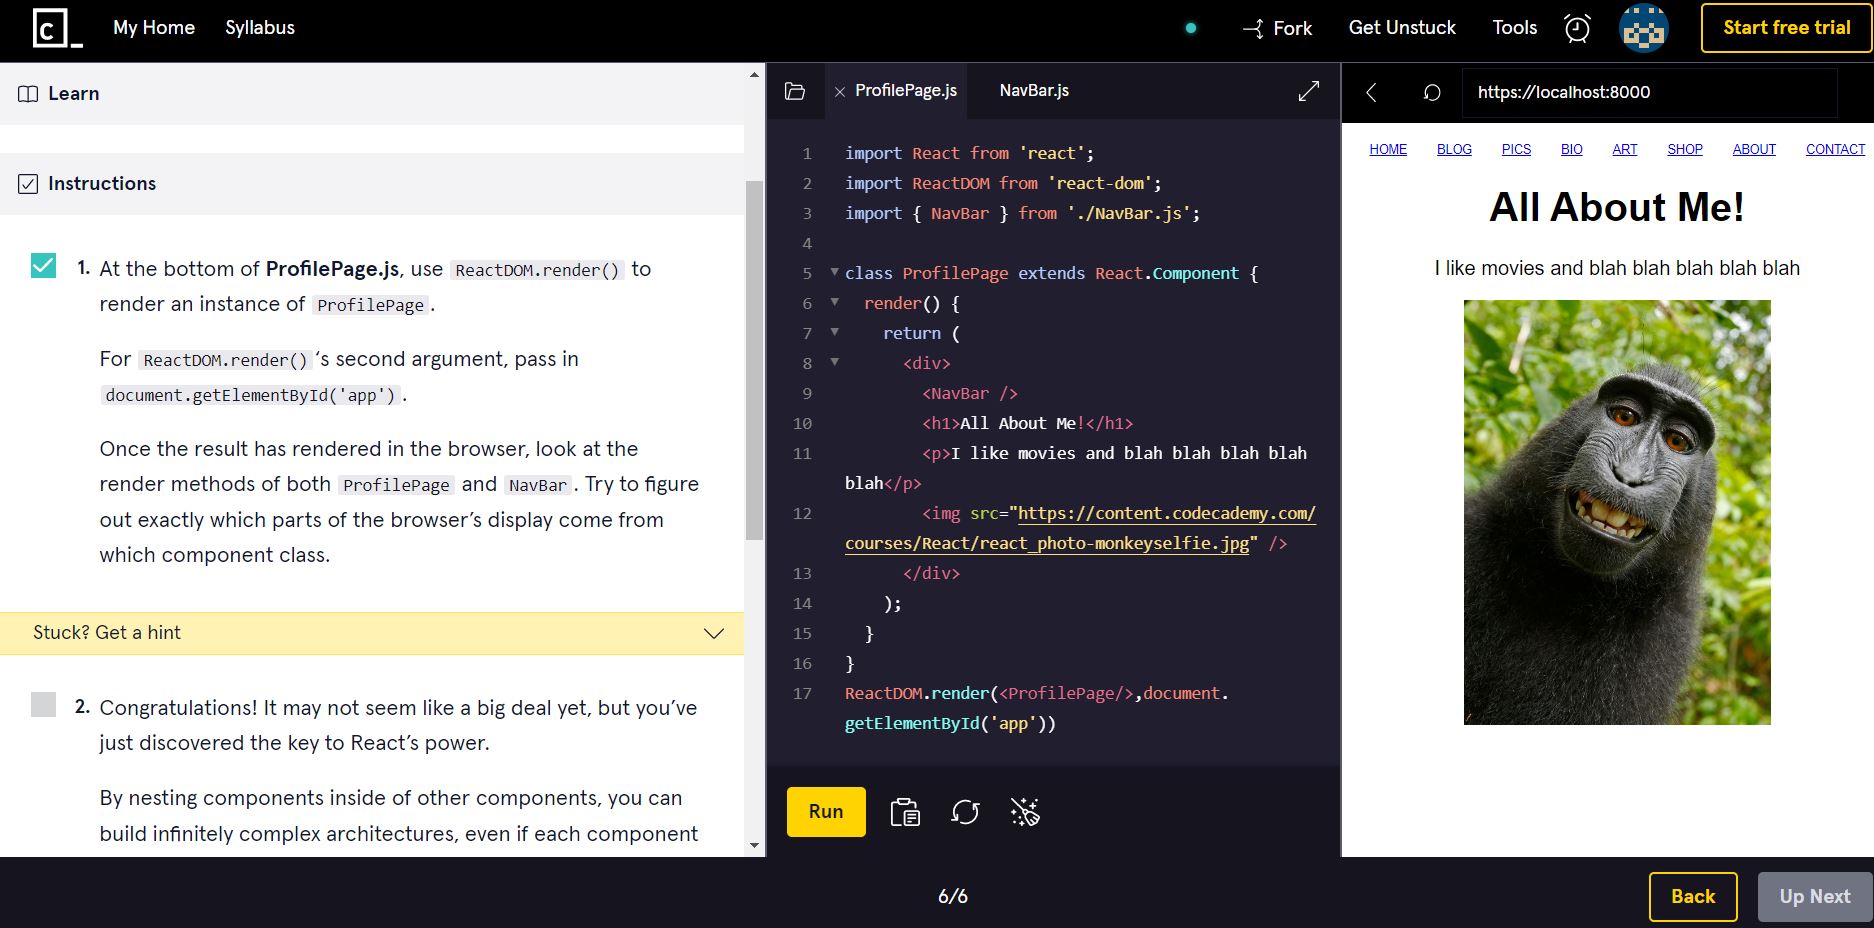 c_ My Home Syllabus Fork Get Unstuck Tools Start free trial
Learn
Instructions
1. At the bottom of ProfilePage.js, use ReactDOM.render() to
render an instance of ProfilePage.
For ReactDOM.render() ‘s second argument, pass in
document.getElementById('app').
Once the result has rendered in the browser, look at the
render methods of both ProfilePage and NavBar. Try to figure
out exactly which parts of the browser’s display come from
which component class.
Stuck? Get a hint
2. Congratulations! It may not seem like a big deal yet, but you’ve
just discovered the key to React’s power.
By nesting components inside of other components, you can
build infinitely complex architectures, even if each component
ProfilePage.js NavBar.js
1 import React from 'react';
2 import ReactDOM from 'react-dom';
3 import { NavBar } from './NavBar.js';
4
5 class ProfilePage extends React.Component {
6 render() {
7 return (
8 <div>
9 <NavBar />
10 <h1>All About Me!</h1>
11 <p>I like movies and blah blah blah blah
blah</p>
12 <img src="https://content.codecademy.com/
courses/React/react_photo-monkeyselfie.jpg" />
13 </div>
14 );
15 }
16 }
17 ReactDOM.render(<ProfilePage/>,document.
getElementById('app'))
Run
https://localhost:8000
HOME BLOG PICS BIO ART SHOP ABOUT CONTACT
All About Me!
I like movies and blah blah blah blah blah
6/6
Back Up Next